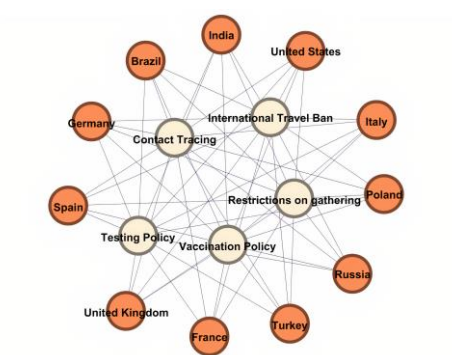 India
United States
Brazil
International Travel Ban
Germany
Italy
Contact Tracing
Poland
Restrictions on gathering
Spain
Testing Policy
Vaccination Policy
Russia
United Kingdom
Turkey
France